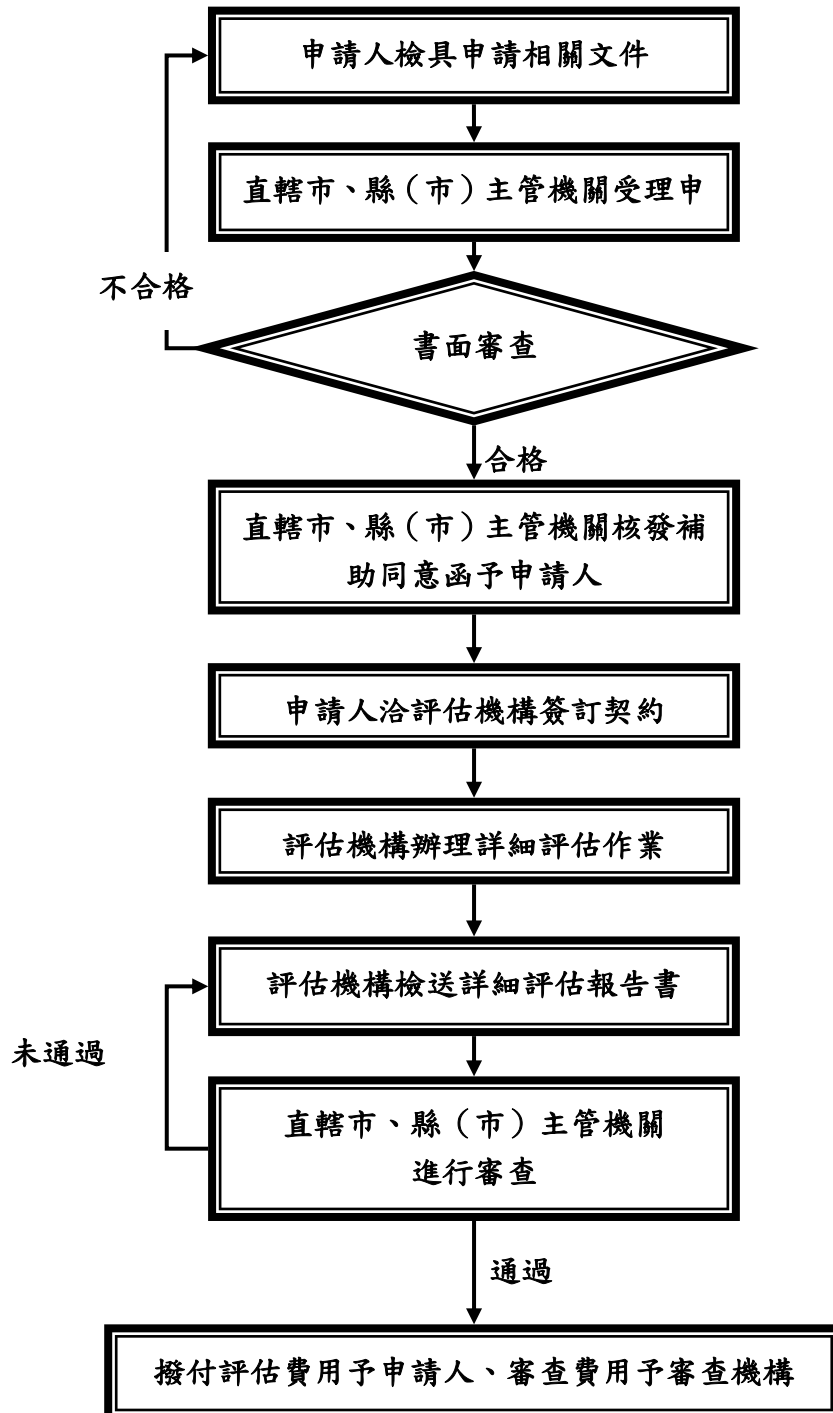 申請人檢具申請相關文件
直轄市、縣（市）主管機關受理申
不合格
書面審查
合格
直轄市、縣（市）主管機關核發補
助同意函予申請人
申請人洽評估機構簽訂契約
評估機構辦理詳細評估作業
評估機構檢送詳細評估報告書
未通過
直轄市、縣（市）主管機關
進行審查
通過
撥付評估費用予申請人、審查費用予審查機構